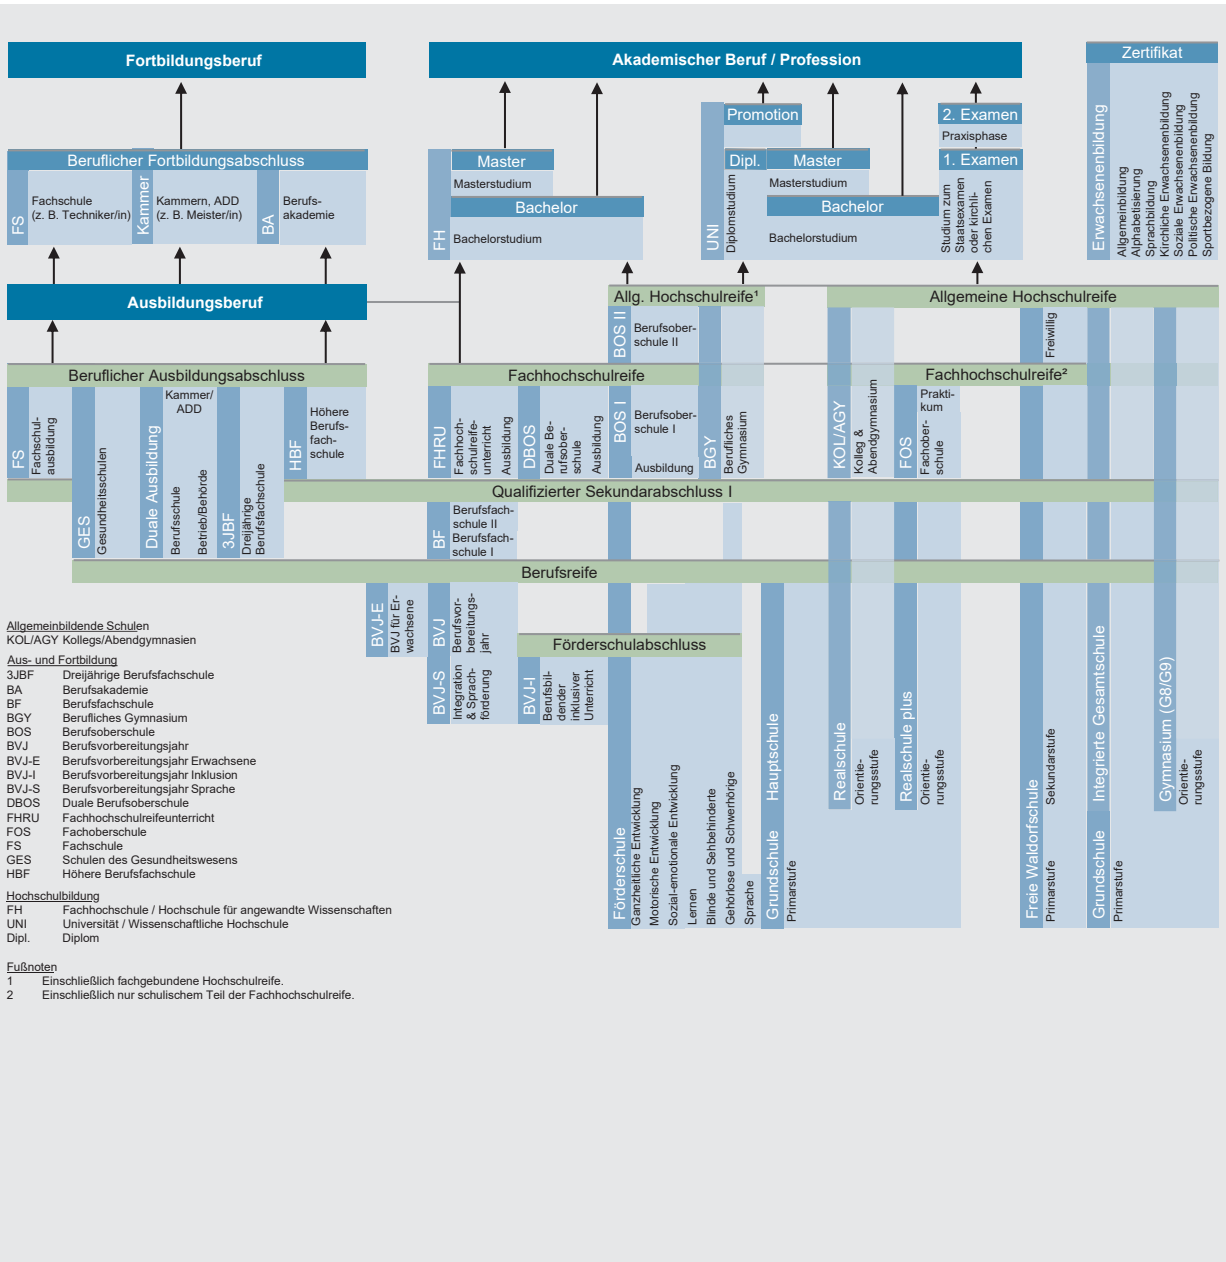 Fortbildungsberuf
Akademischer Beruf / Profession
Zertifikat
Erwachsenenbildung
Allgemeinbildung
Alphabetisierung
Sprachbildung
Kirchliche Erwachsenenbildung
Soziale Erwachsenenbildung
Politische Erwachsenenbildung
Sportbezogene Bildung
Beruflicher Fortbildungsabschluss
FS
Fachschule
(z. B. Techniker/in)
Kammer
Kammern, ADD
(z. B. Meister/in)
BA
Berufs-
akademie
FH
Master
Masterstudium
Bachelor
Bachelorstudium
UNI
Promotion
Dipl.
Diplomstudium
Master
Masterstudium
Bachelor
Bachelorstudium
2. Examen
Praxisphase
1. Examen
Studium zum
Staatsexamen
oder kirchli-
chen Examen
Ausbildungsberuf
Allg. Hochschulreife¹
Allgemeine Hochschulreife
BOS II
Berufsober-
schule II
Freiwillig
Beruflicher Ausbildungsabschluss
Fachhochschulreife
Fachhochschulreife²
FS
Fachschul-
ausbildung
GES
Gesundheitsschulen
Duale Ausbildung
Kammer/
ADD
Berufsschule
Betrieb/Behörde
3JBF
Dreijährige
Berufsfachschule
HBF
Höhere
Berufs-
fach-
schule
FHRU
Fachhoch-
schulreife-
unterricht
Ausbildung
DBOS
Duale Be-
rufsober-
schule
Ausbildung
BOS I
Berufsober-
schule I
Ausbildung
BGY
Berufliches
Gymnasium
KOL/AGY
Kolleg &
Abendgymnasium
FOS
Prakti-
kum
Fachober-
schule
Qualifizierter Sekundarabschluss I
BF
Berufsfach-
schule II
Berufsfach-
schule I
Berufsreife
BVJ-E
BVJ für Er-
wachsene
BVJ
Berufsvor-
bereitungs-
jahr
BVJ-S
Integration
& Sprach-
förderung
Förderschulabschluss
BVJ-I
Berufsbil-
dender
inklusiver
Unterricht
Förderschule
Ganzheitliche Entwicklung
Motorische Entwicklung
Sozial-emotionale Entwicklung
Lernen
Blinde und Sehbehinderte
Gehörlose und Schwerhörige
Sprache
Grundschule
Hauptschule
Primarstufe
Realschule
Orientie-
rungsstufe
Realschule plus
Orientie-
rungsstufe
Freie Waldorfschule
Primarstufe
Sekundarstufe
Grundschule
Integrierte Gesamtschule
Primarstufe
Gymnasium (G8/G9)
Orientie-
rungsstufe
Allgemeinbildende Schulen
KOL/AGY Kollegs/Abendgymnasien
Aus- und Fortbildung
3JBF Dreijährige Berufsfachschule
BA Berufsakademie
BF Berufsfachschule
BGY Berufliches Gymnasium
BOS Berufsoberschule
BVJ Berufsvorbereitungsjahr
BVJ-E Berufsvorbereitungsjahr Erwachsene
BVJ-I Berufsvorbereitungsjahr Inklusion
BVJ-S Berufsvorbereitungsjahr Sprache
DBOS Duale Berufsoberschule
FHRU Fachhochschulreifeunterricht
FOS Fachoberschule
FS Fachschule
GES Schulen des Gesundheitswesens
HBF Höhere Berufsfachschule
Hochschulbildung
FH Fachhochschule / Hochschule für angewandte Wissenschaften
UNI Universität / Wissenschaftliche Hochschule
Dipl. Diplom
Fußnoten
1 Einschließlich fachgebundene Hochschulreife.
2 Einschließlich nur schulischem Teil der Fachhochschulreife.